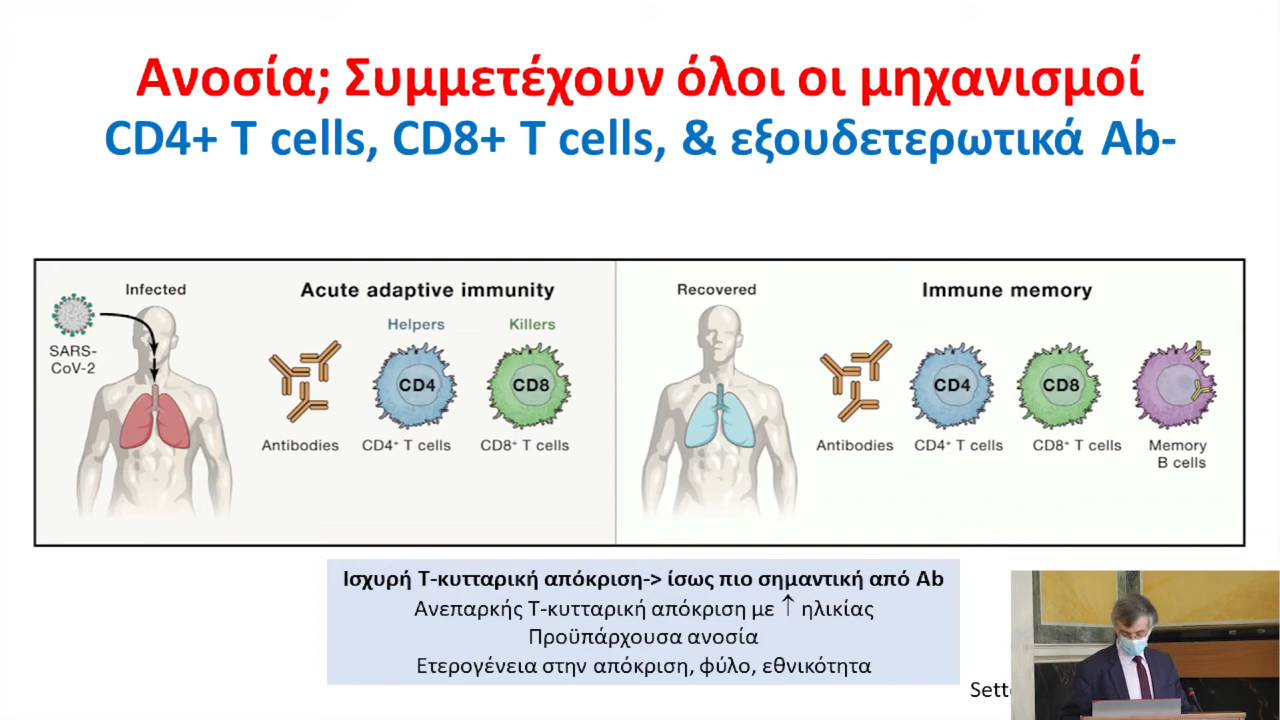 Ανοσία; Συμμετέχουν όλοι οι μηχανισμοί
CD4+ T cells, CD8+ T cells, & εξουδετερωτικά Ab-
Infected
Acute adaptive immunity
Helpers
Killers
SARS-
CoV-2
CD4
CD8
Antibodies
CD4⁺ T cells
CD8⁺ T cells
Recovered
Immune memory
CD4
CD8
Antibodies
CD4⁺ T cells
CD8⁺ T cells
Memory
B cells
Ισχυρή Τ-κυτταρική απόκριση-> ίσως πιο σημαντική από Ab
Ανεπαρκής Τ-κυτταρική απόκριση με ↑ ηλικίας
Προϋπάρχουσα ανοσία
Ετερογένεια στην απόκριση, φύλο, εθνικότητα